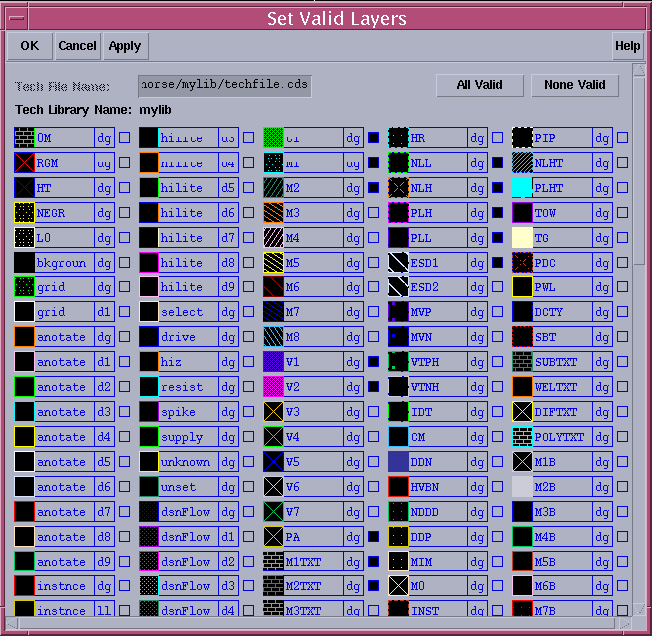 Set Valid Layers
OK Cancel Apply Help
Tech File Name: horse/mylib/techfile.cds All Valid None Valid
Tech Library Name: mylib
OM dg hilite d3 CT dg HR dg PIP dg
RGM dg hilite d4 M1 dg NLL dg NLHT dg
HT dg hilite d5 M2 dg NLH dg PLHT dg
NEGR dg hilite d6 M3 dg PLH dg TOW dg
LO dg hilite d7 M4 dg PLL dg TG dg
bkgroun dg hilite d8 M5 dg ESD1 dg PDC dg
grid dg hilite d9 M6 dg ESD2 dg PWL dg
grid d1 select dg M7 dg MVP dg DCTY dg
anotate dg drive dg M8 dg MVN dg SBT dg
anotate d1 hiz dg V1 dg VTPH dg SUBTXT dg
anotate d2 resist dg V2 dg VTNH dg WELTXT dg
anotate d3 spike dg V3 dg IDT dg DIFTXT dg
anotate d4 supply dg V4 dg CM dg POLYTXT dg
anotate d5 unknown dg V5 dg DDN dg M1B dg
anotate d6 unset dg V6 dg HVBN dg M2B dg
anotate d7 dsnFlow dg V7 dg NDDD dg M3B dg
anotate d8 dsnFlow d1 PA dg DDP dg M4B dg
anotate d9 dsnFlow d2 M1TXT dg MIM dg M5B dg
instnce dg dsnFlow d3 M2TXT dg MO dg M6B dg
instnce ll dsnFlow d4 M3TXT dg INST dg M7B dg